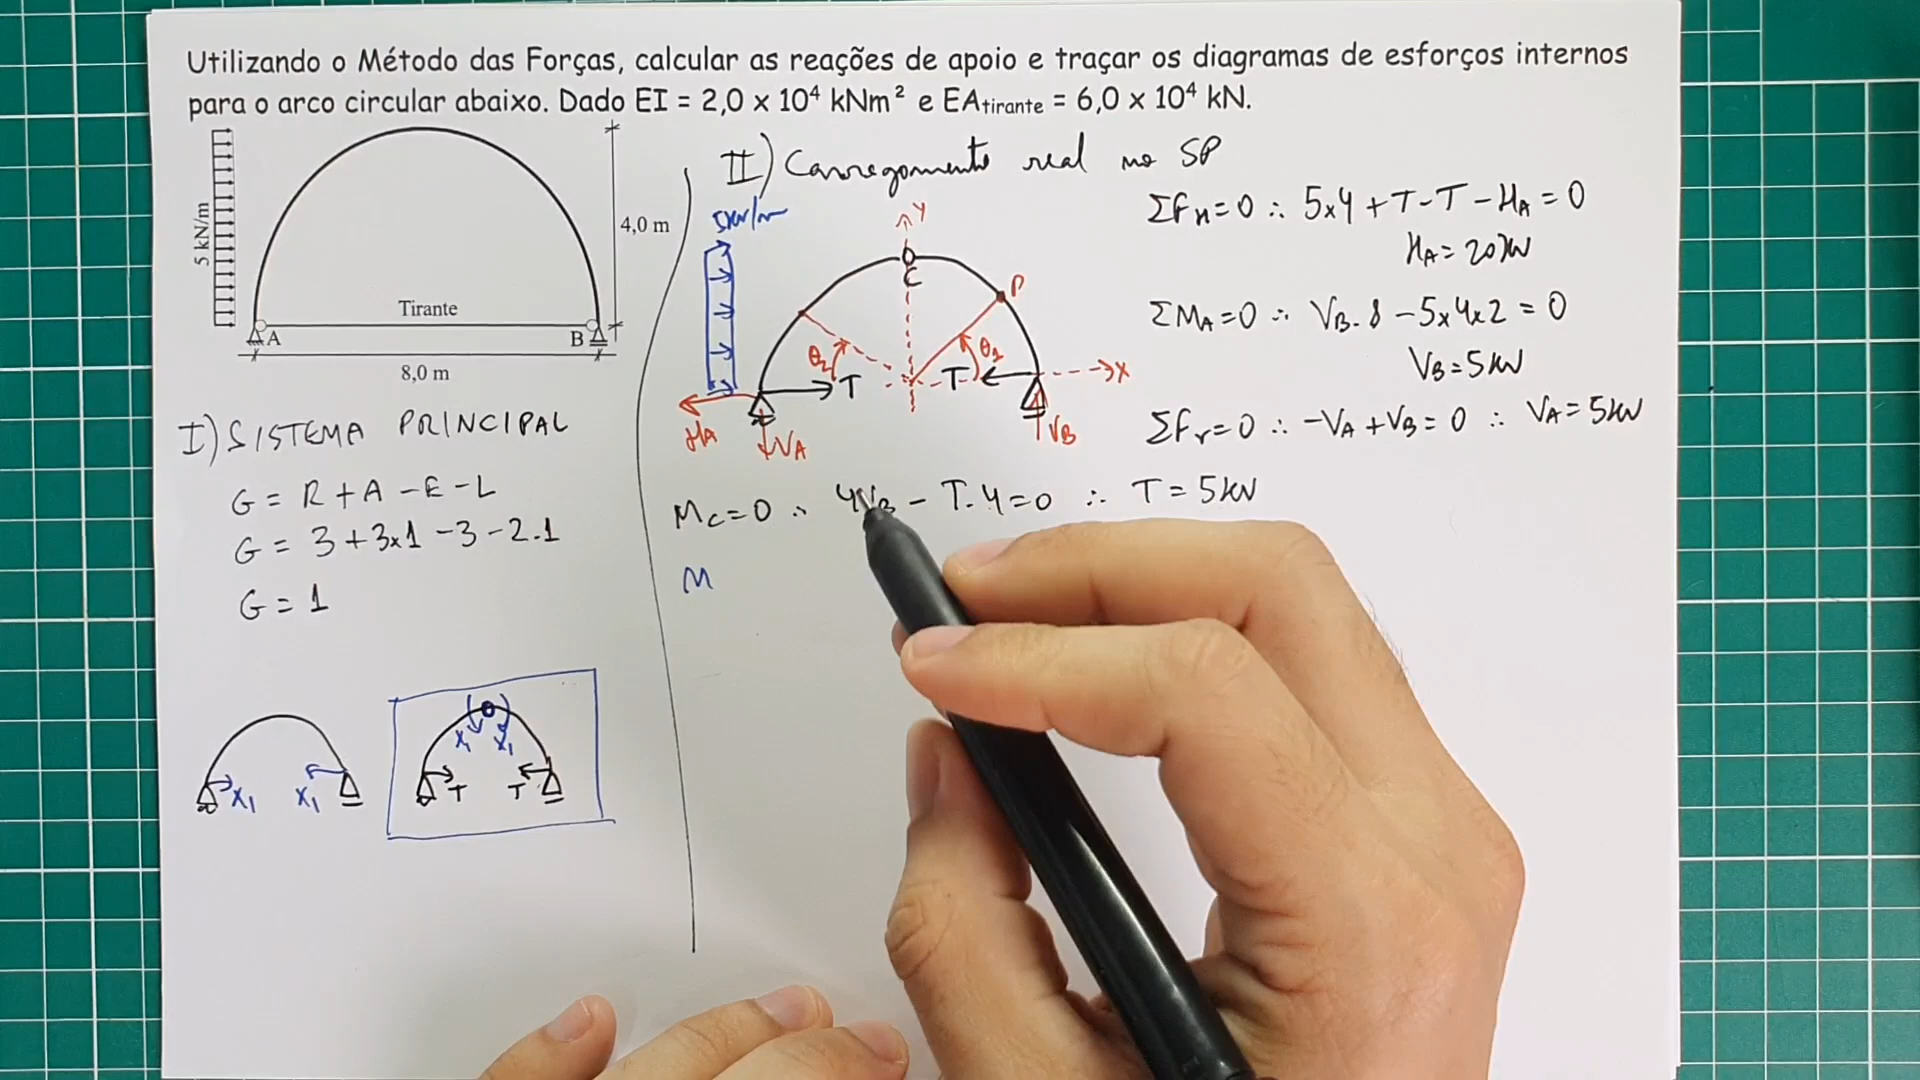 Utilizando o Método das Forças, calcular as reações de apoio e traçar os diagramas de esforços internos
para o arco circular abaixo. Dado EI = 2,0 x 10⁴ kNm² e EAtirante = 6,0 x 10⁴ kN.
5 kN/m
4,0 m
Tirante
A
B
8,0 m
I) SISTEMA PRINCIPAL
G = R + A - E - L
G = 3 + 3x1 - 3 - 2.1
G = 1
X₁
X₁
X₁
X₁
T
T
II) Carregamento real no SP
5kN/m
Y
C
P
θ₂
θ₁
T
T
X
HA
VA
VB
ΣFx=0 ∴ 5x4 + T - T - HA = 0
HA = 20kN
ΣMA=0 ∴ VB.8 - 5x4x2 = 0
VB = 5kN
ΣFy=0 ∴ -VA + VB = 0 ∴ VA = 5kN
Mc=0 ∴ 4VB - T.4=0 ∴ T = 5kN
M